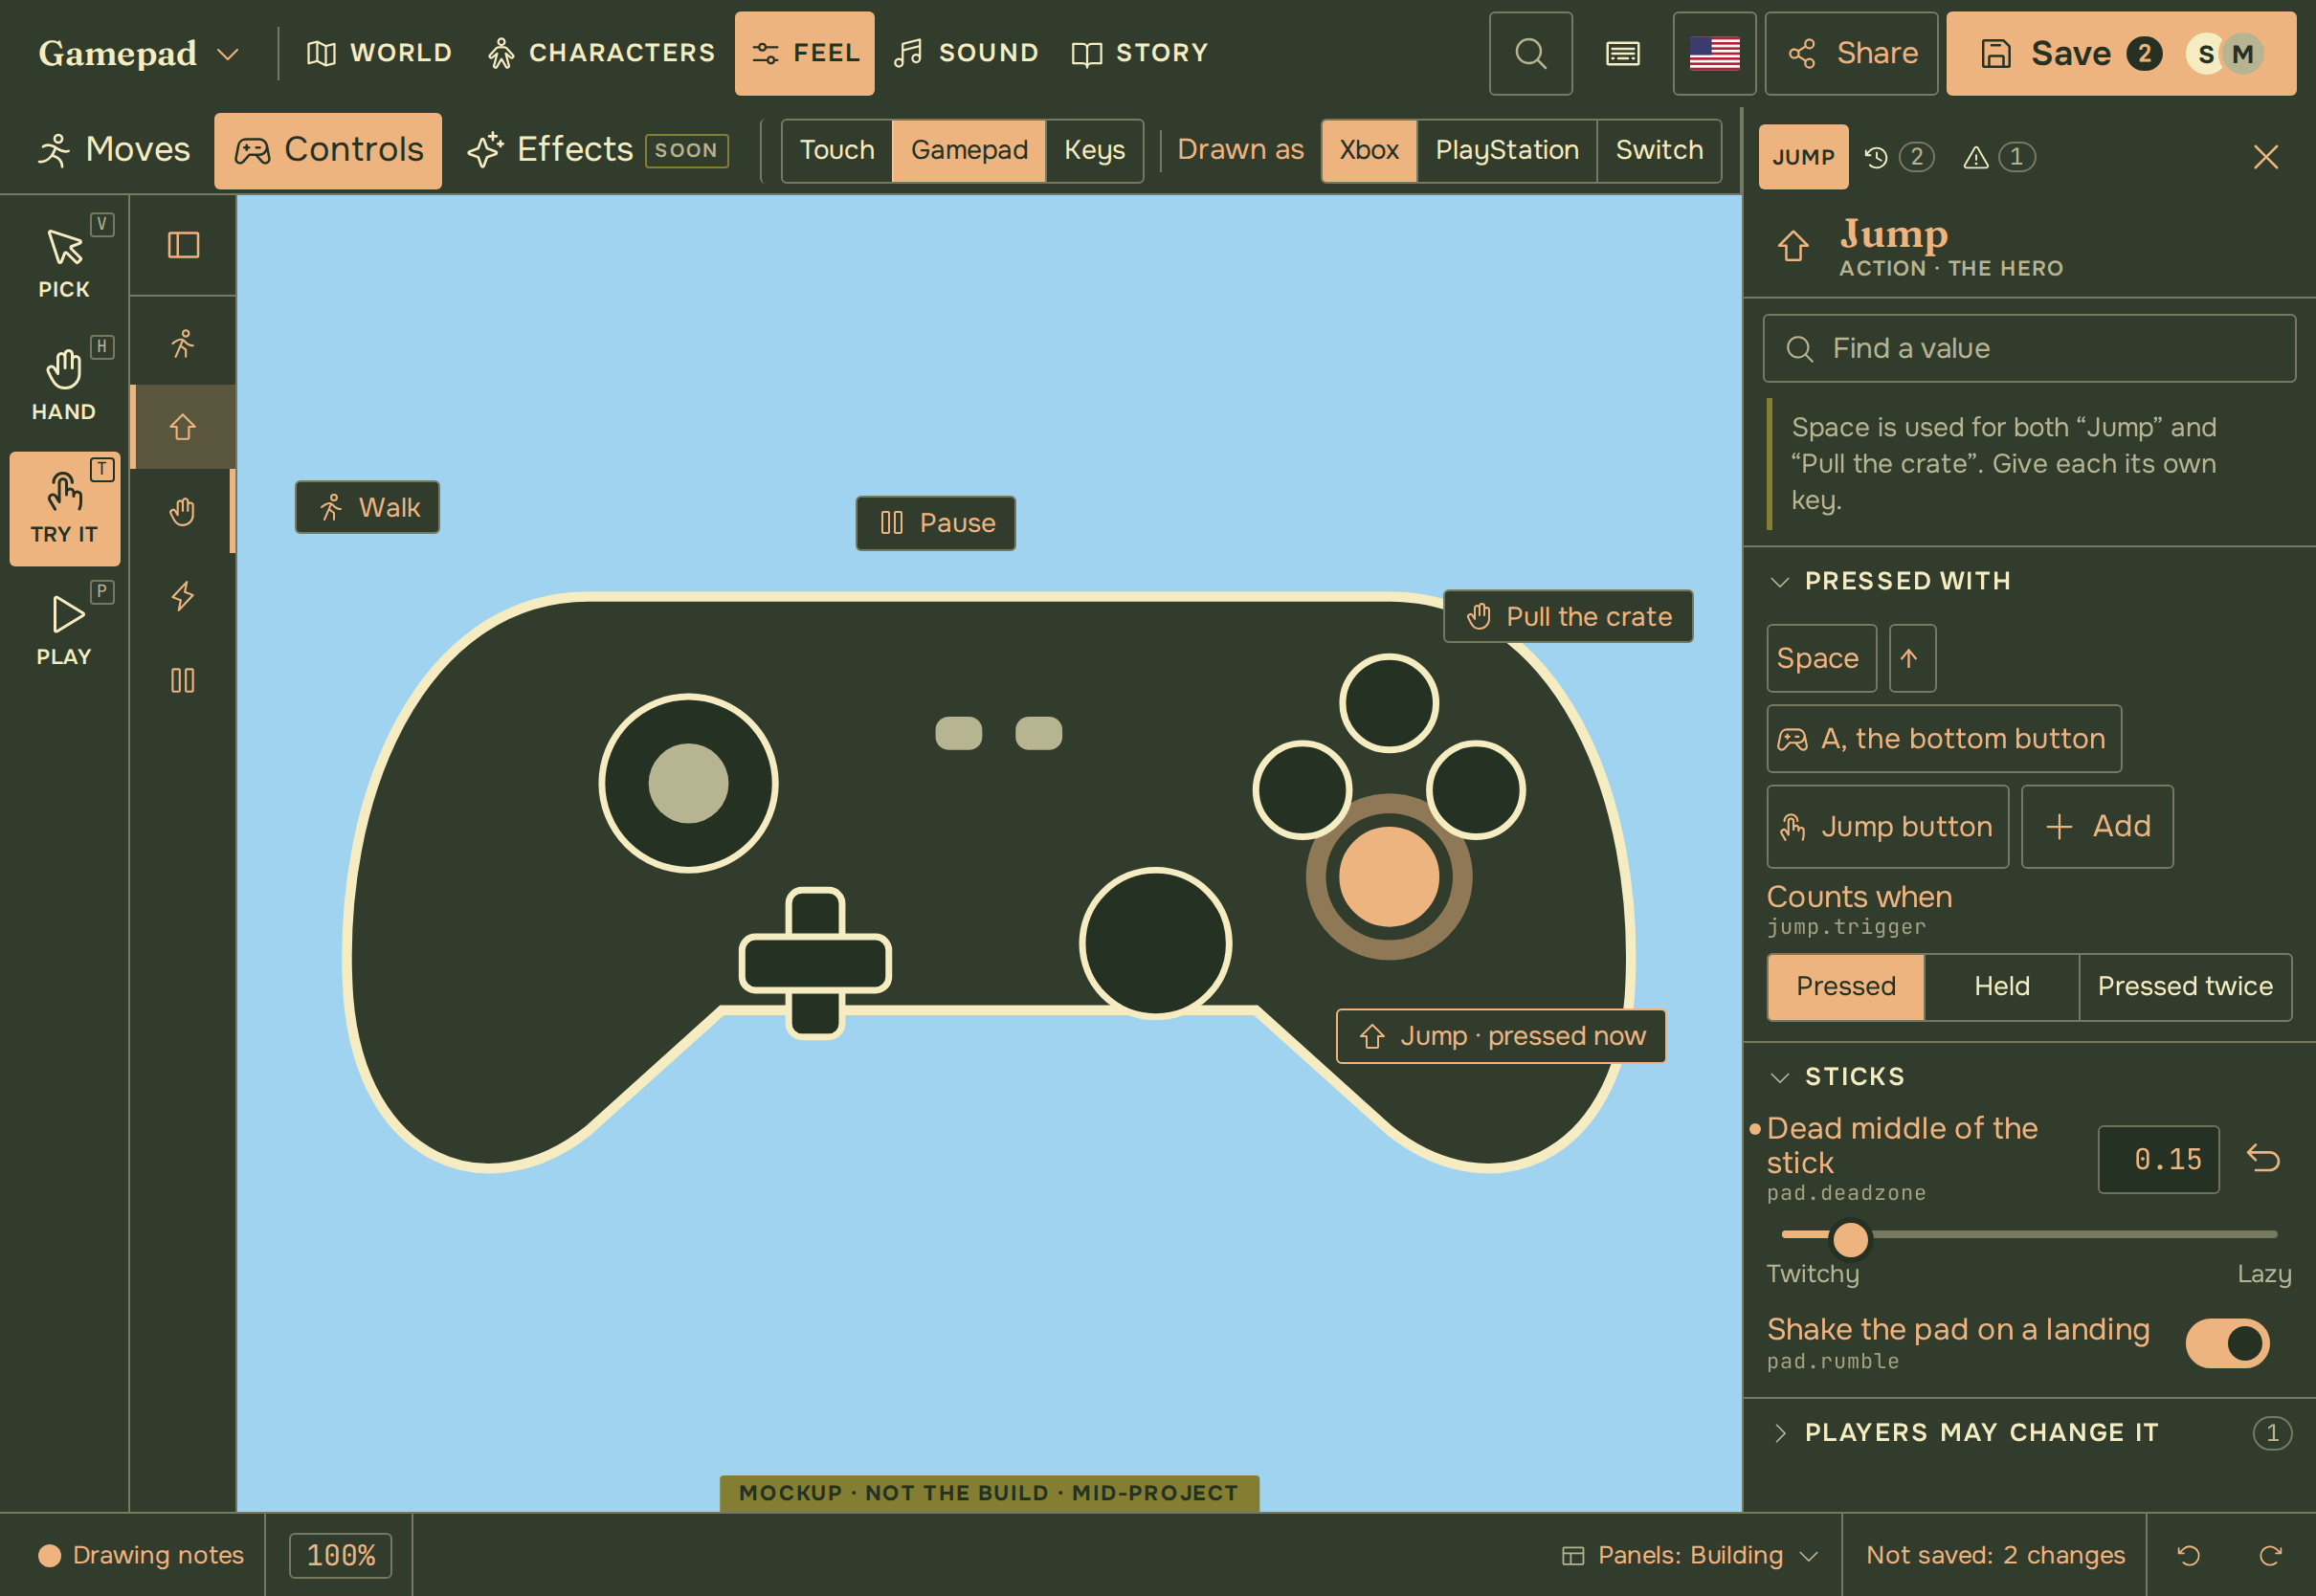 Gamepad
WORLD
CHARACTERS
FEEL
SOUND
STORY
Share
Save 2
S M
Moves
Controls
Effects SOON
Touch
Gamepad
Keys
Drawn as
Xbox
PlayStation
Switch
JUMP
2
1
V
PICK
H
HAND
T
TRY IT
P
PLAY
Jump
ACTION · THE HERO
Find a value
Space is used for both “Jump” and
“Pull the crate”. Give each its own
key.
Walk
Pause
Pull the crate
Jump · pressed now
PRESSED WITH
Space
A, the bottom button
Jump button
Add
Counts when
jump.trigger
Pressed
Held
Pressed twice
STICKS
Dead middle of the
stick
pad.deadzone
0.15
Twitchy
Lazy
Shake the pad on a landing
pad.rumble
PLAYERS MAY CHANGE IT
1
MOCKUP · NOT THE BUILD · MID-PROJECT
Drawing notes
100%
Panels: Building
Not saved: 2 changes